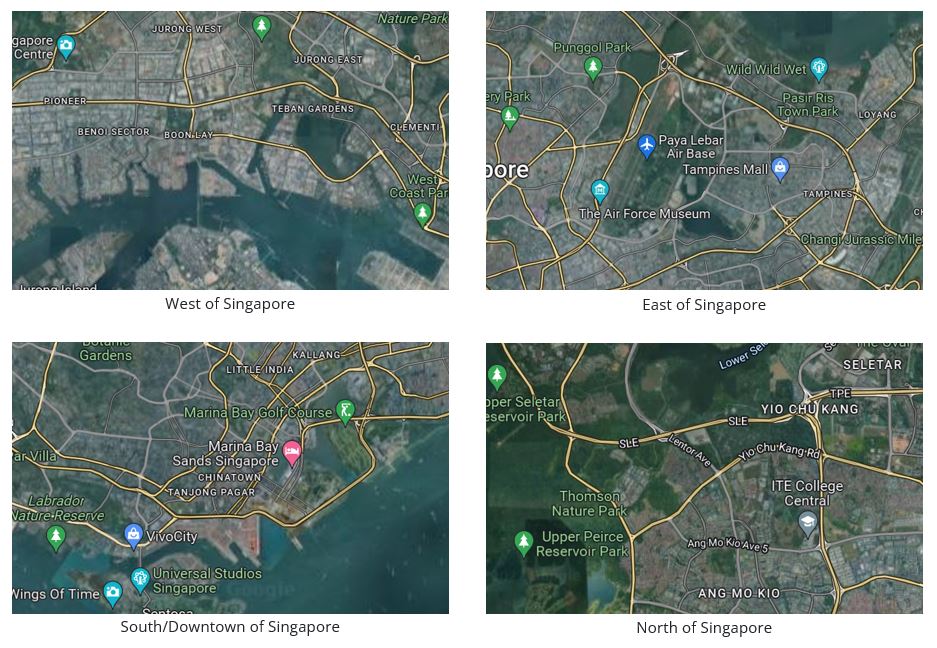 Nature Park
JURONG WEST
gapore
Centre
JURONG EAST
PIONEER
TEBAN GARDENS
BENOI SECTOR
BOON LAY
CLEMENTI
West
Coast Par
Jurong Island
West of Singapore
Punggol Park
Wild Wild Wet
Pasir Ris
Town Park
ery Park
LOYANG
Paya Lebar
Air Base
pore
Tampines Mall
TAMPINES
The Air Force Museum
CH
Changi Jurassic Mile
East of Singapore
Botanic
Gardens
KALLANG
LITTLE INDIA
Marina Bay Golf Course
Marina Bay
Sands Singapore
ar Villa
CHINATOWN
TANJONG PAGAR
Labrador
Nature Reserve
VivoCity
Universal Studios
Singapore
Google
Wings Of Time
Sentosa
South/Downtown of Singapore
Lower Sel
SELETAR
TPE
pper Seletar
eservoir Park
YIO CHU KANG
SLE
SLE
Lentor Ave
Yio Chu Kang Rd
ITE College
Central
Thomson
Nature Park
Upper Peirce
Reservoir Park
Ang Mo Kio Ave 5
ANG MO KIO
North of Singapore